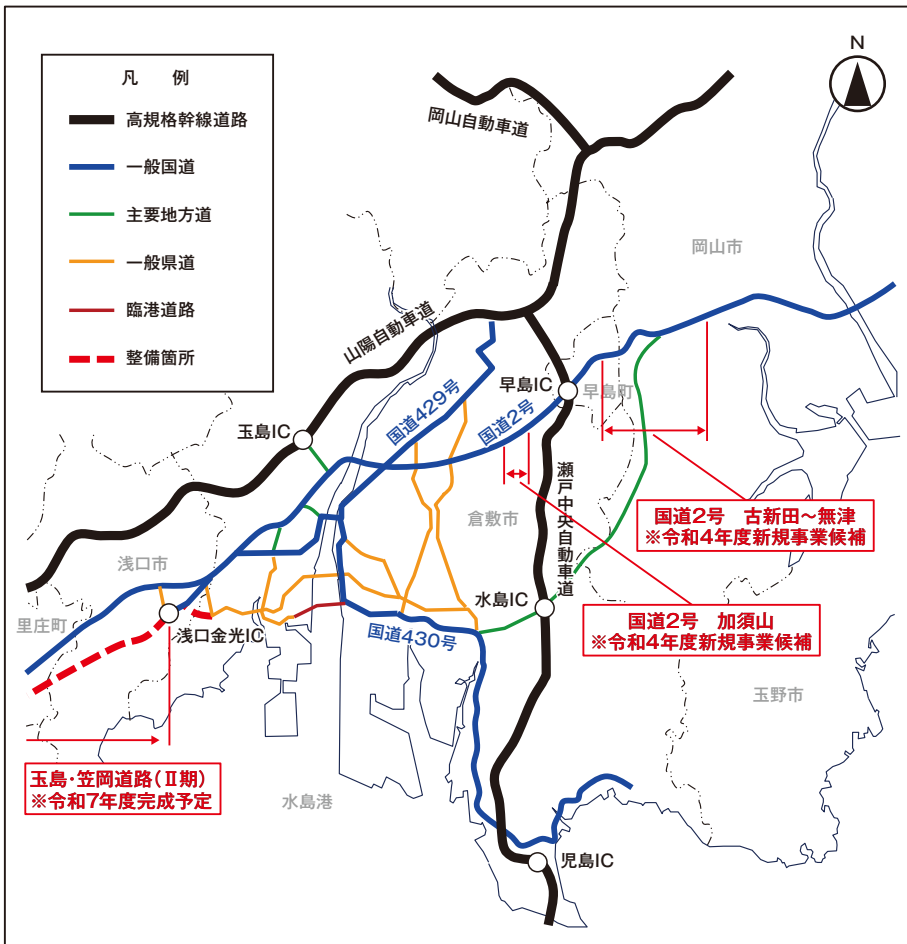 凡 例
高規格幹線道路
一般国道
主要地方道
一般県道
臨港道路
整備箇所
N
岡山自動車道
岡山市
山陽自動車道
早島IC
早島町
国道429号
国道2号
玉島IC
瀬戸中央自動車道
倉敷市
国道2号 古新田～無津
※令和4年度新規事業候補
浅口市
水島IC
国道2号 加須山
※令和4年度新規事業候補
里庄町
浅口金光IC
国道430号
玉野市
玉島・笠岡道路(Ⅱ期)
※令和7年度完成予定
水島港
児島IC